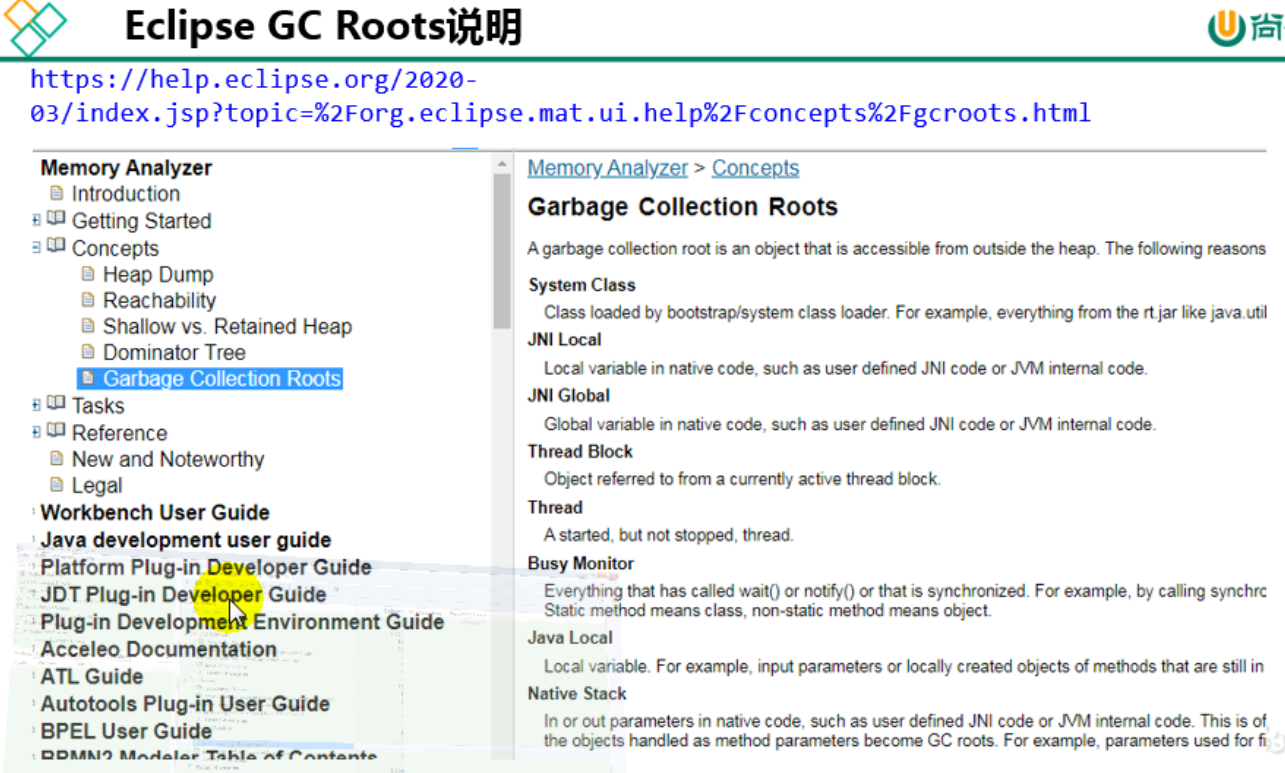 Eclipse GC Roots说明
尚
https://help.eclipse.org/2020-
03/index.jsp?topic=%2Forg.eclipse.mat.ui.help%2Fconcepts%2Fgcroots.html
Memory Analyzer
Introduction
Getting Started
Concepts
Heap Dump
Reachability
Shallow vs. Retained Heap
Dominator Tree
Garbage Collection Roots
Tasks
Reference
New and Noteworthy
Legal
Workbench User Guide
Java development user guide
Platform Plug-in Developer Guide
JDT Plug-in Developer Guide
Plug-in Development Environment Guide
Acceleo Documentation
ATL Guide
Autotools Plug-in User Guide
BPEL User Guide
BPMN2 Modeler Table of Contents
Memory Analyzer > Concepts
Garbage Collection Roots
A garbage collection root is an object that is accessible from outside the heap. The following reasons
System Class
Class loaded by bootstrap/system class loader. For example, everything from the rt.jar like java.util
JNI Local
Local variable in native code, such as user defined JNI code or JVM internal code.
JNI Global
Global variable in native code, such as user defined JNI code or JVM internal code.
Thread Block
Object referred to from a currently active thread block.
Thread
A started, but not stopped, thread.
Busy Monitor
Everything that has called wait() or notify() or that is synchronized. For example, by calling synchrc
Static method means class, non-static method means object.
Java Local
Local variable. For example, input parameters or locally created objects of methods that are still in
Native Stack
In or out parameters in native code, such as user defined JNI code or JVM internal code. This is of
the objects handled as method parameters become GC roots. For example, parameters used for fi